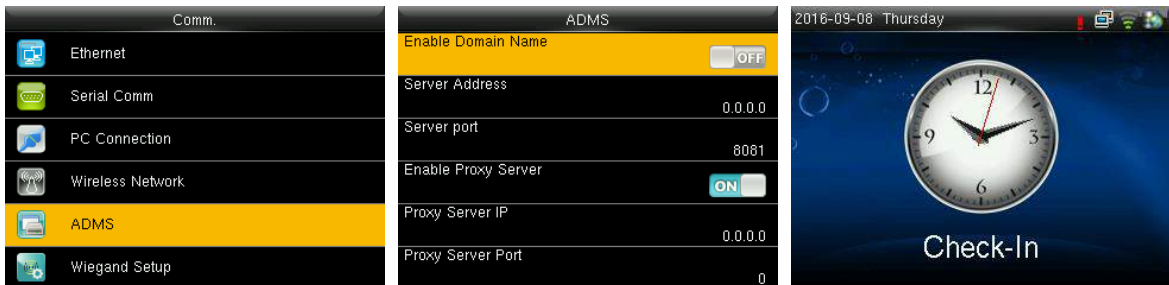 Comm.
Ethernet
Serial Comm
PC Connection
Wireless Network
ADMS
Wiegand Setup
ADMS
Enable Domain Name
OFF
Server Address
0.0.0.0
Server port
8081
Enable Proxy Server
ON
Proxy Server IP
0.0.0.0
Proxy Server Port
0
2016-09-08 Thursday
12
9
3
6
Check-In